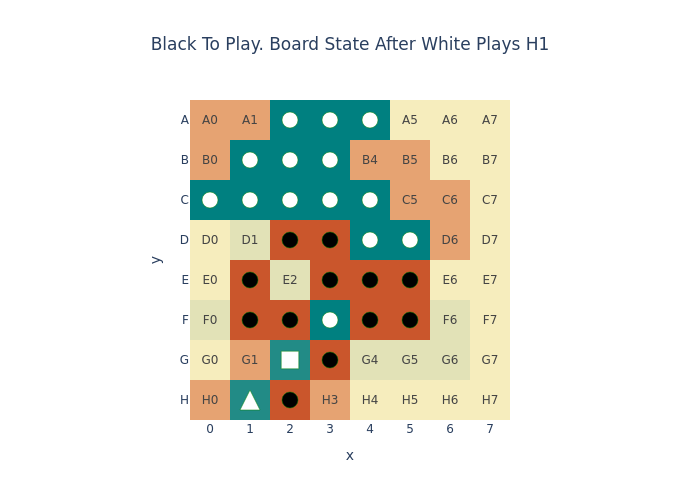 Black To Play. Board State After White Plays H1
A A0 A1 A5 A6 A7
B B0 B4 B5 B6 B7
C C5 C6 C7
D D0 D1 D6 D7
E E0 E2 E6 E7
F F0 F6 F7
G G0 G1 G4 G5 G6 G7
H H0 H3 H4 H5 H6 H7
0 1 2 3 4 5 6 7
x
y